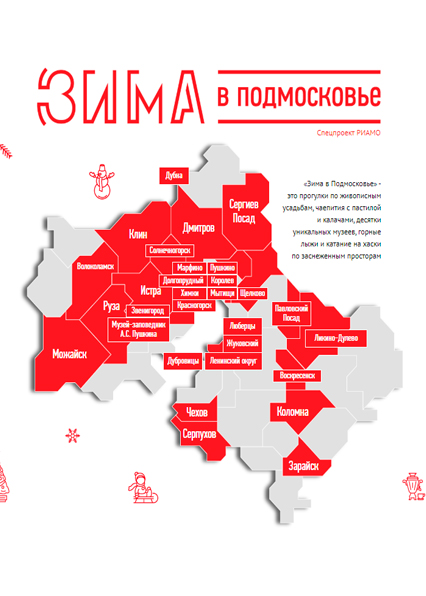 ЗИМА
в подмосковье
Спецпроект РИАМО
«Зима в Подмосковье» -
это прогулки по живописным
усадьбам, чаепития с пастилой
и калачами, десятки
уникальных музеев, горные
лыжи и катание на хаски
по заснеженным просторам
Дубна
Сергиев
Посад
Дмитров
Клин
Солнечногорск
Волоколамск
Марфино
Пушкино
Истра
Долгопрудный
Королев
Химки
Мытищи
Щелково
Руза
Красногорск
Звенигород
Павловский
Посад
Музей-заповедник
А.С. Пушкина
Люберцы
Ликино-Дулево
Жуковский
Можайск
Дубровицы
Ленинский округ
Воскресенск
Чехов
Коломна
Серпухов
Зарайск